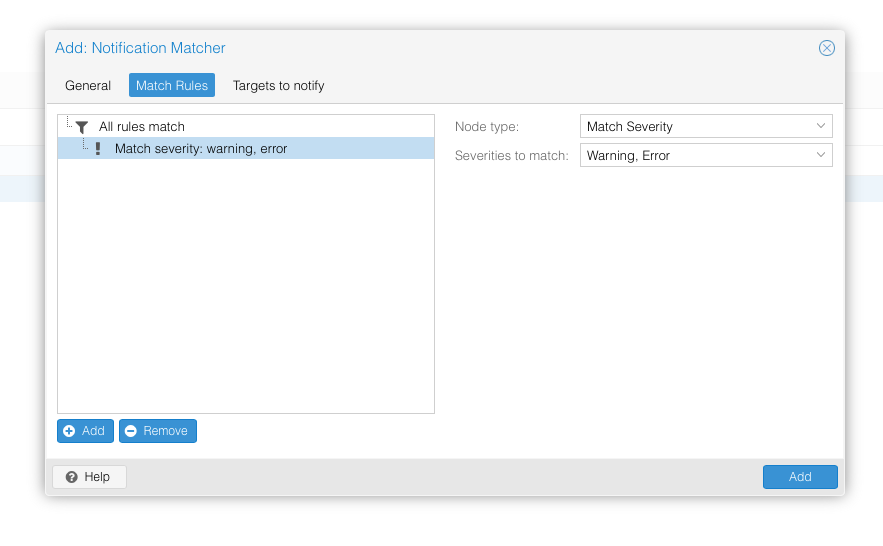 Add: Notification Matcher
General Match Rules Targets to notify
All rules match
Match severity: warning, error
Node type: Match Severity
Severities to match: Warning, Error
Add Remove
Help Add